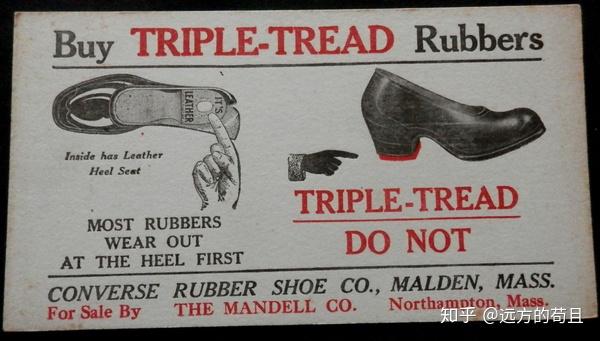 Buy TRIPLE-TREAD Rubbers
IT'S
LEATHER
Inside has Leather
Heel Seat
MOST RUBBERS
WEAR OUT
AT THE HEEL FIRST
TRIPLE-TREAD
DO NOT
CONVERSE RUBBER SHOE CO., MALDEN, MASS.
For Sale By THE MANDELL CO. Northampton, Mass.
知乎 @远方的苟且